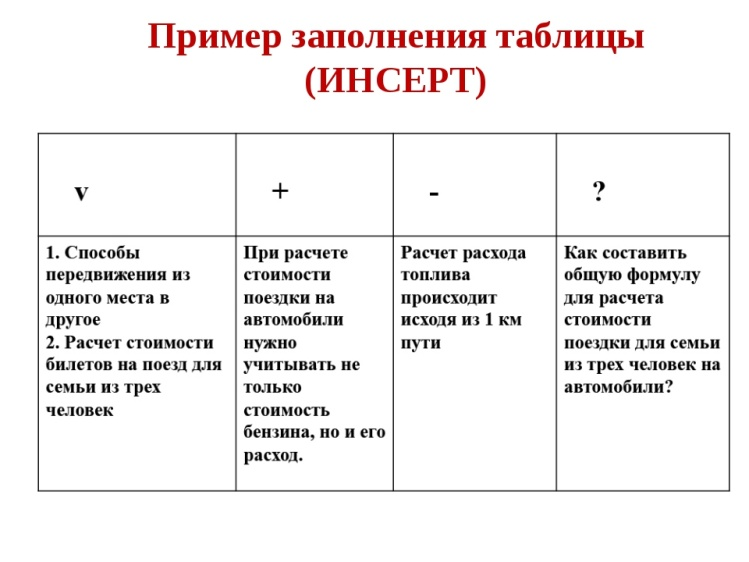 Пример заполнения таблицы
(ИНСЕРТ)
v
+
-
?
1. Способы
передвижения из
одного места в
другое
2. Расчет стоимости
билетов на поезд для
семьи из трех
человек
При расчете
стоимости
поездки на
автомобили
нужно
учитывать не
только
стоимость
бензина, но и его
расход.
Расчет расхода
топлива
происходит
исходя из 1 км
пути
Как составить
общую формулу
для расчета
стоимости
поездки для семьи
из трех человек на
автомобили?